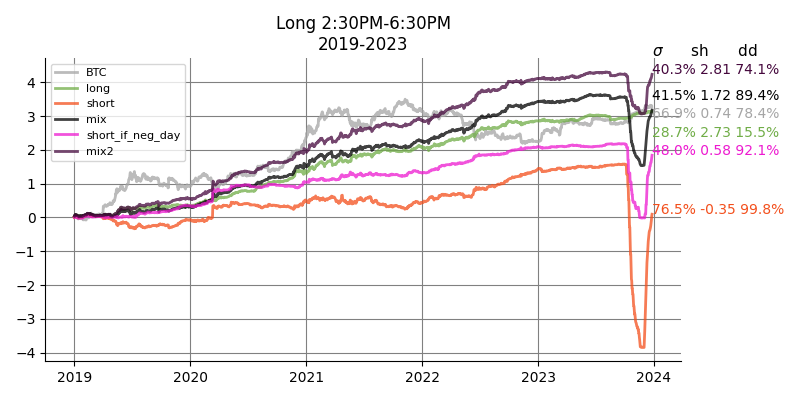 Long 2:30PM-6:30PM
2019-2023
σ sh dd
BTC
long
short
mix
short_if_neg_day
mix2
40.3% 2.81 74.1%
41.5% 1.72 89.4%
66.9% 0.74 78.4%
28.7% 2.73 15.5%
48.0% 0.58 92.1%
76.5% -0.35 99.8%
4
3
2
1
0
−1
−2
−3
−4
2019 2020 2021 2022 2023 2024